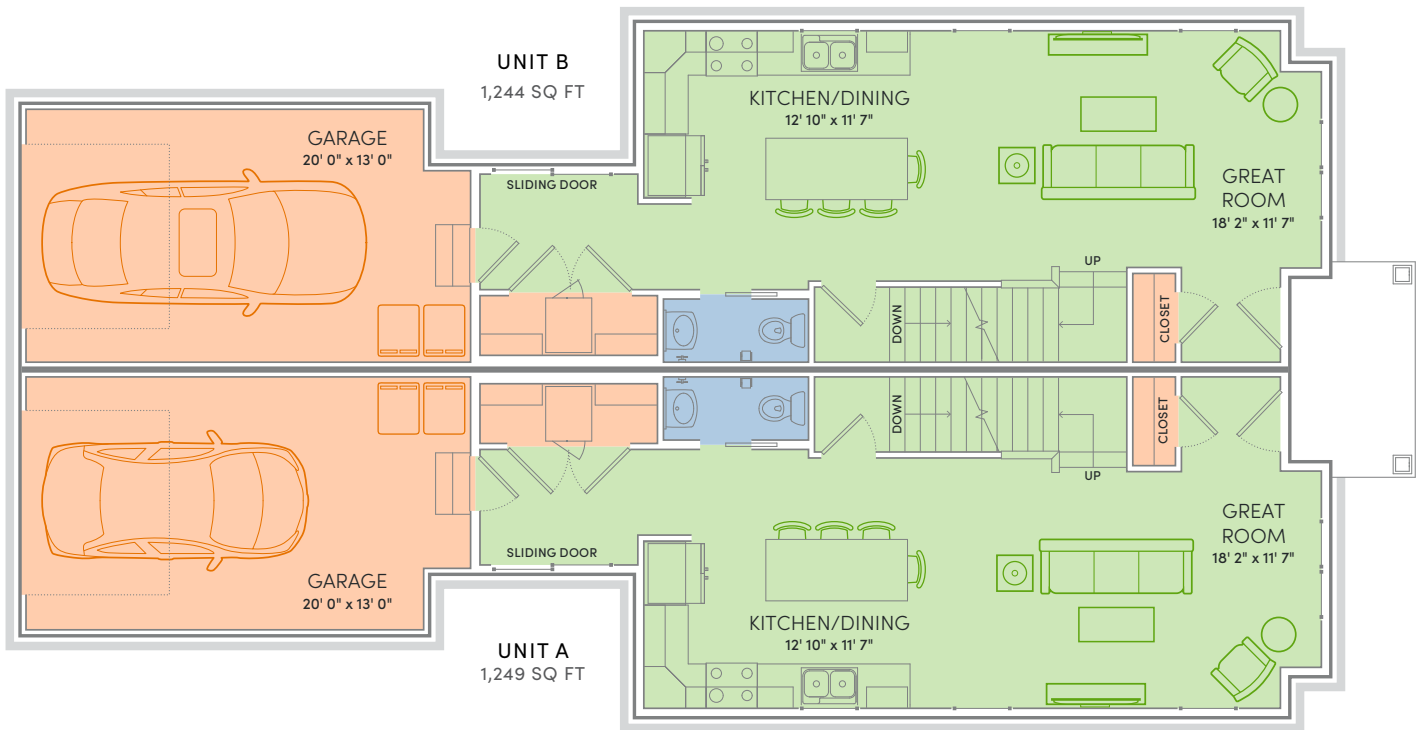 UNIT B
1,244 SQ FT
GARAGE
20' 0" x 13' 0"
SLIDING DOOR
KITCHEN/DINING
12' 10" x 11' 7"
GREAT
ROOM
18' 2" x 11' 7"
UP
DOWN
CLOSET
DOWN
CLOSET
UP
GREAT
ROOM
18' 2" x 11' 7"
SLIDING DOOR
GARAGE
20' 0" x 13' 0"
KITCHEN/DINING
12' 10" x 11' 7"
UNIT A
1,249 SQ FT